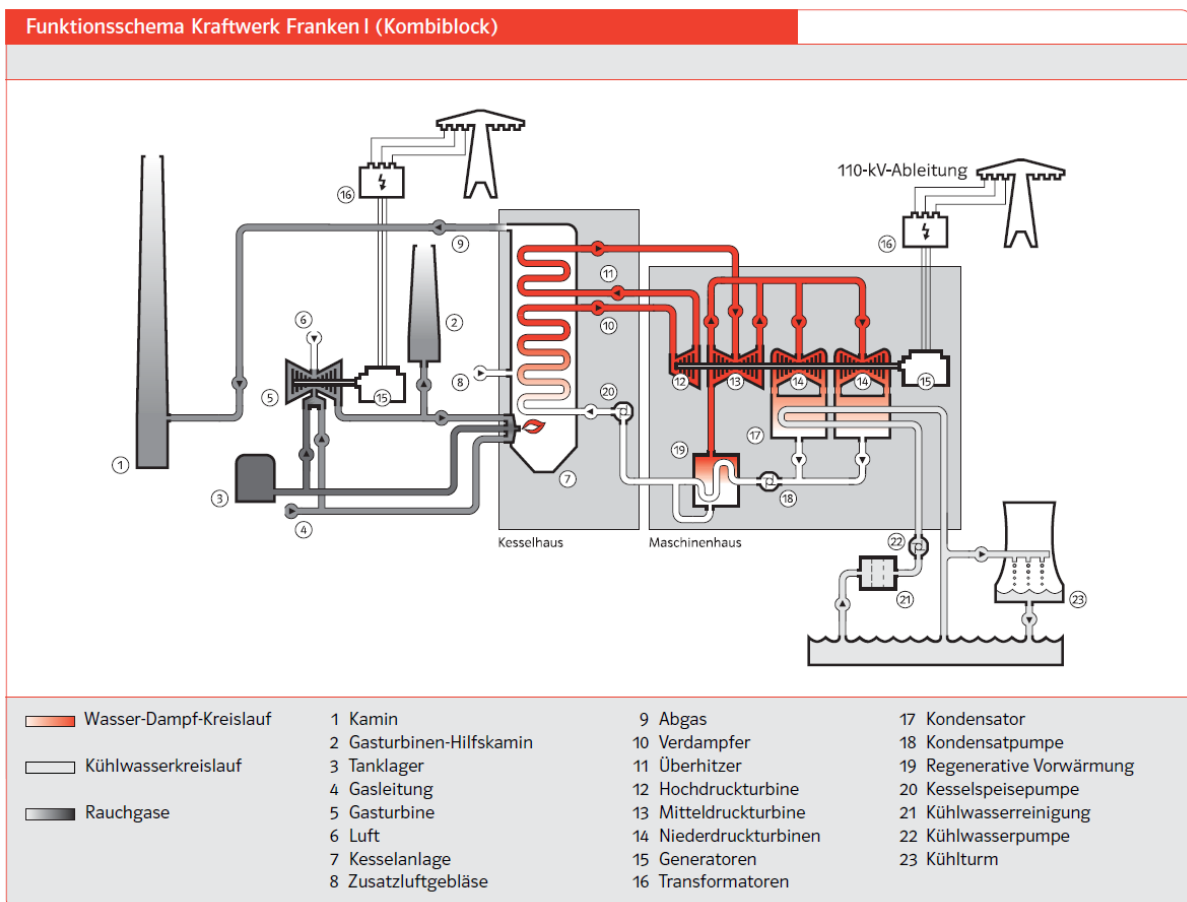 Funktionsschema Kraftwerk Franken I (Kombiblock)
110-kV-Ableitung
16
16
9
11
2
6
10
8
12
13
14
14
15
5
15
20
17
19
1
7
3
18
4
Kesselhaus
Maschinenhaus
22
21
23
Wasser-Dampf-Kreislauf
Kühlwasserkreislauf
Rauchgase
1 Kamin
2 Gasturbinen-Hilfskamin
3 Tanklager
4 Gasleitung
5 Gasturbine
6 Luft
7 Kesselanlage
8 Zusatzluftgebläse
9 Abgas
10 Verdampfer
11 Überhitzer
12 Hochdruckturbine
13 Mitteldruckturbine
14 Niederdruckturbinen
15 Generatoren
16 Transformatoren
17 Kondensator
18 Kondensatpumpe
19 Regenerative Vorwärmung
20 Kesselspeisepumpe
21 Kühlwasserreinigung
22 Kühlwasserpumpe
23 Kühlturm